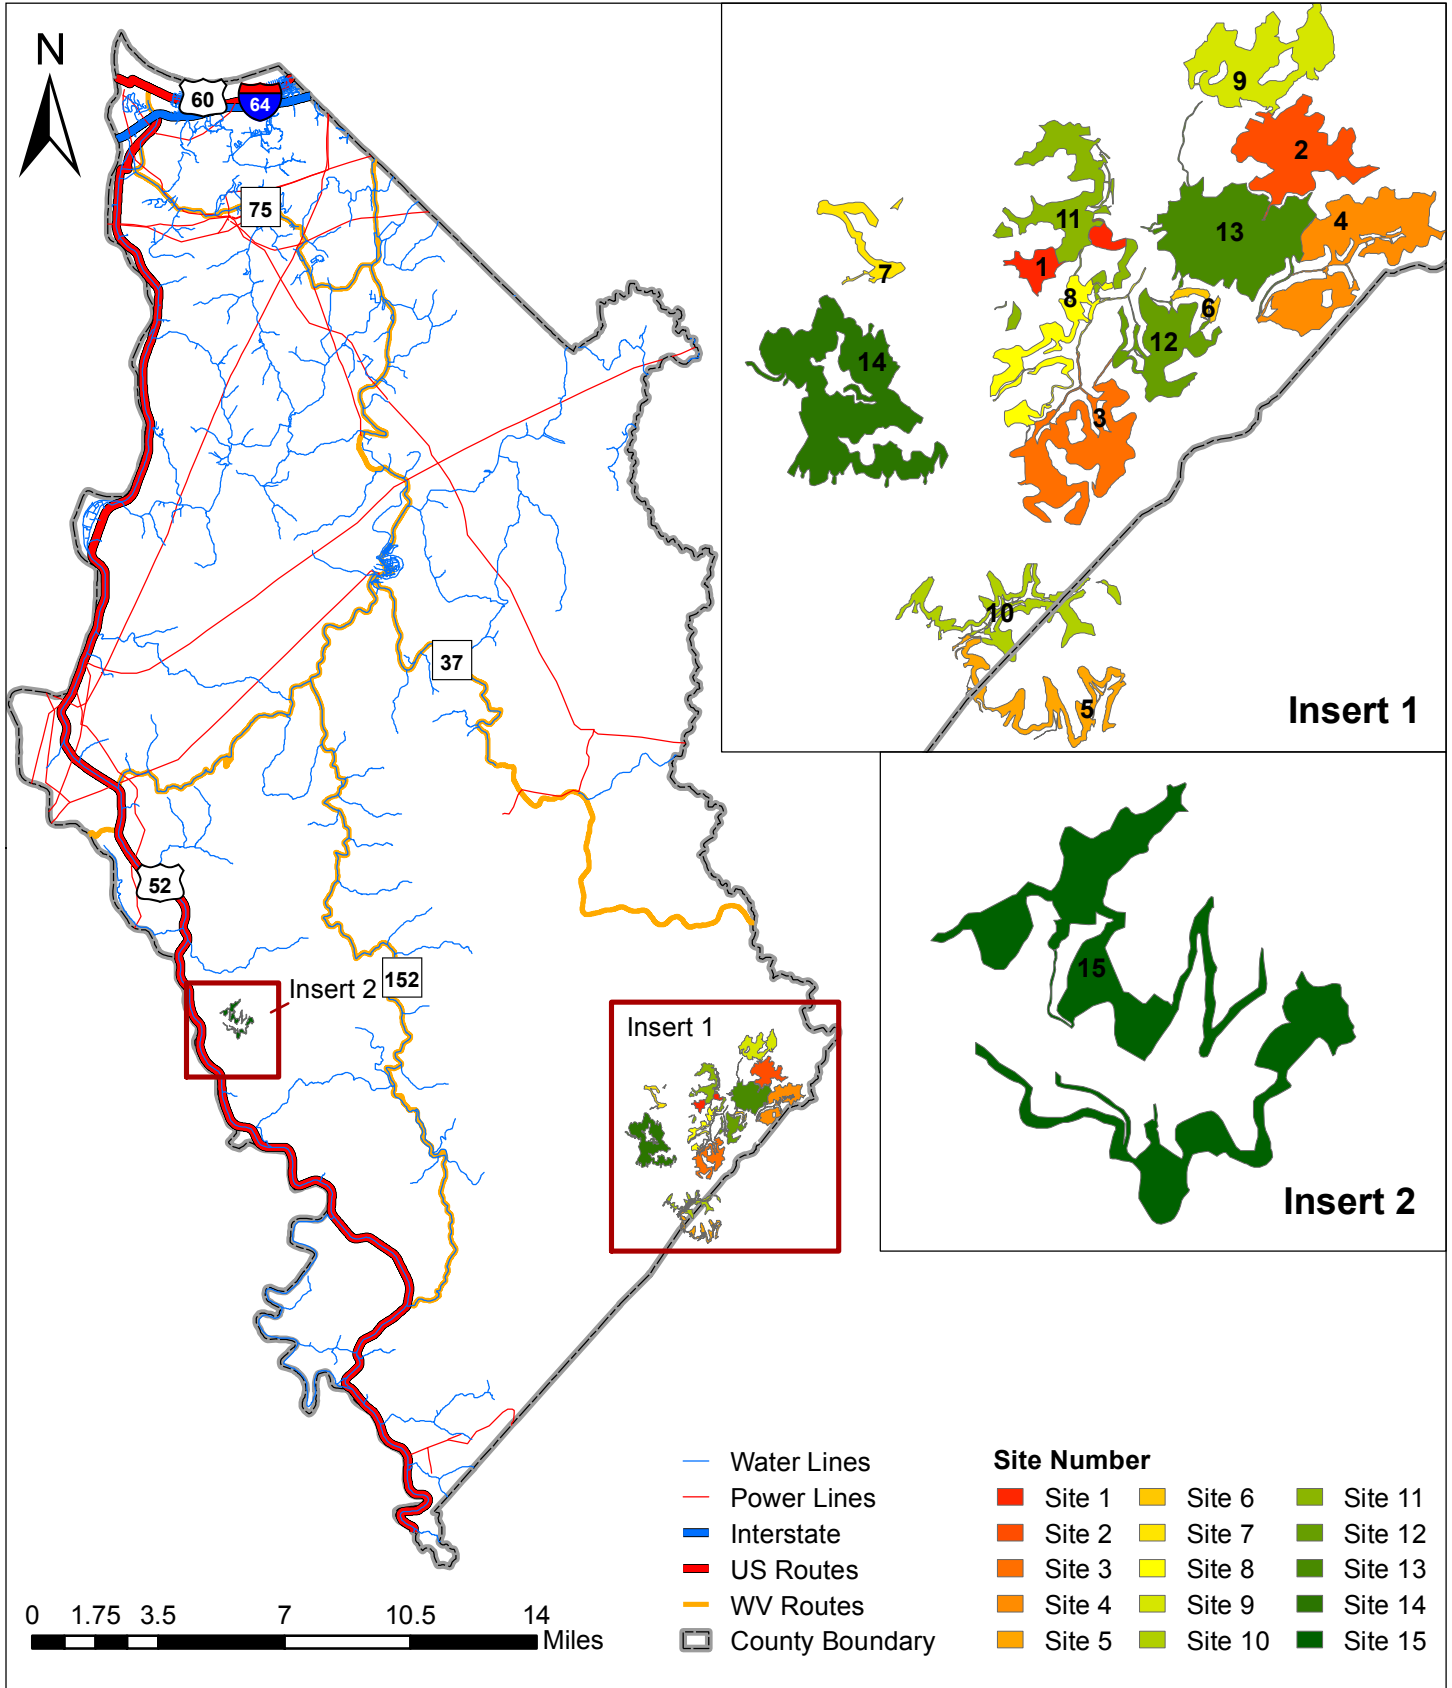 N
60
64
75
37
52
152
Insert 2
Insert 1
9
2
11
13
4
1
7
8
6
12
14
3
10
5
Insert 1
15
Insert 2
Water Lines
Power Lines
Interstate
US Routes
WV Routes
County Boundary
Site Number
Site 1
Site 2
Site 3
Site 4
Site 5
Site 6
Site 7
Site 8
Site 9
Site 10
Site 11
Site 12
Site 13
Site 14
Site 15
0 1.75 3.5 7 10.5 14
Miles